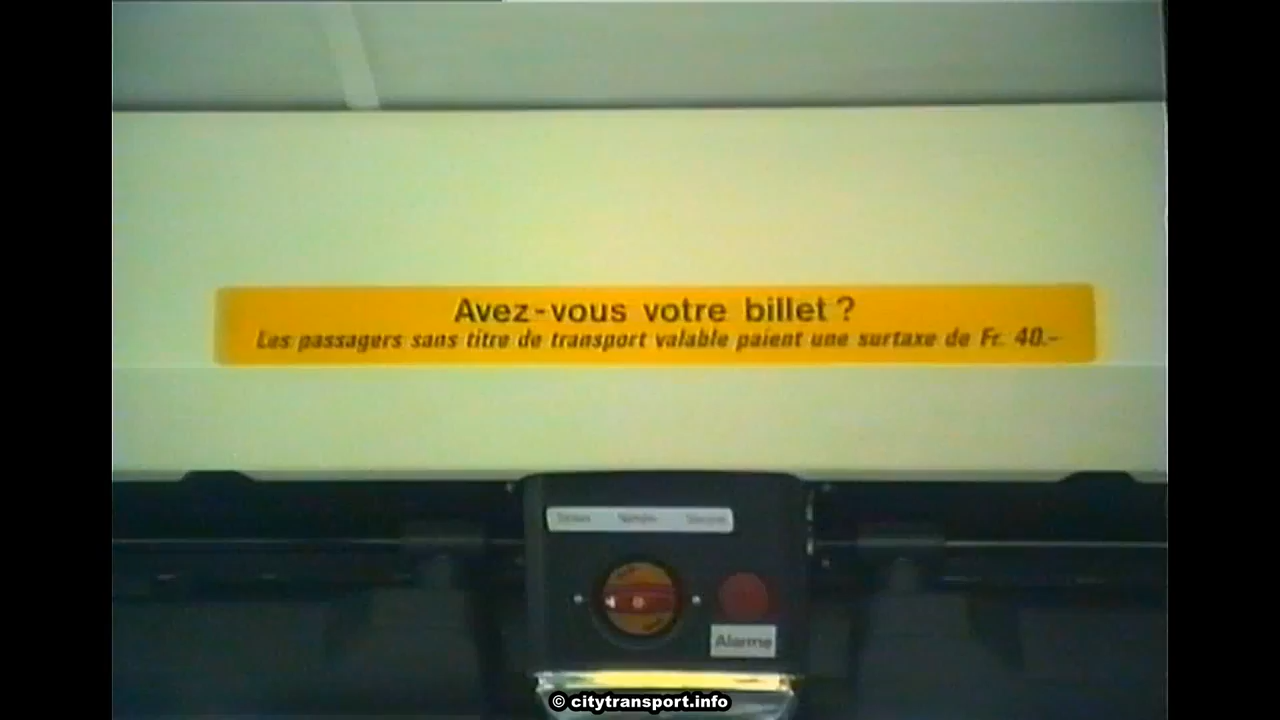 Avez-vous votre billet ?
Les passagers sans titre de transport valable paient une surtaxe de Fr. 40.-
Alarme
© citytransport.info